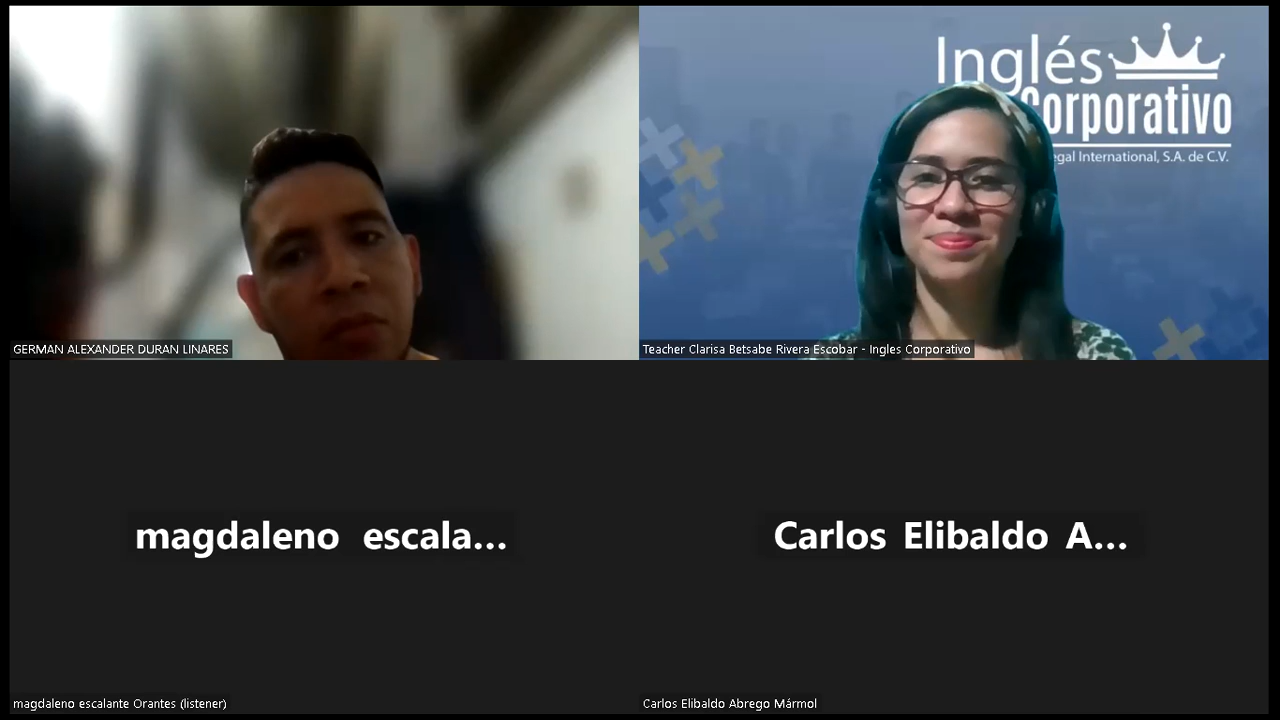 Inglés
Corporativo
egal International, S.A. de C.V.
GERMAN ALEXANDER DURAN LINARES
Teacher Clarisa Betsabe Rivera Escobar - Ingles Corporativo
magdaleno escala...
Carlos Elibaldo A...
magdaleno escalante Orantes (listener)
Carlos Elibaldo Abrego Mármol